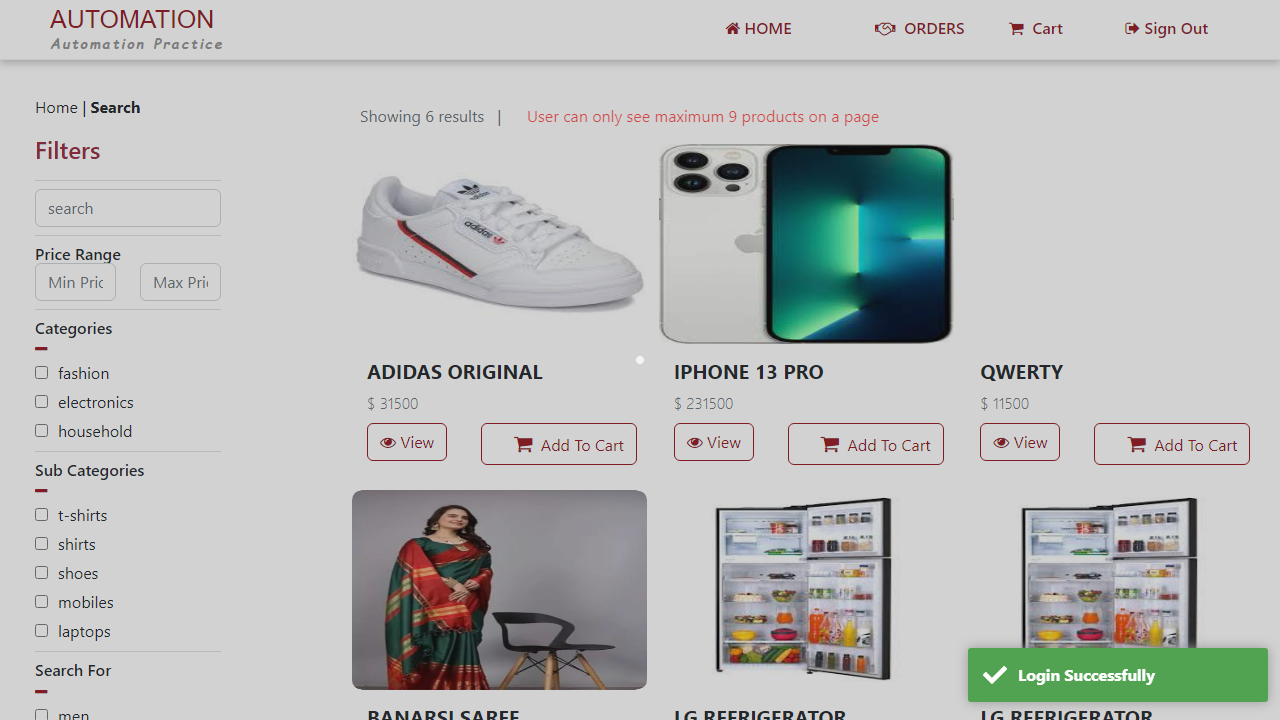 AUTOMATION
Automation Practice
HOME
ORDERS
Cart
Sign Out
Home | Search
Showing 6 results | User can only see maximum 9 products on a page
Filters
search
Price Range
Min Pric
Max Pri
Categories
fashion
electronics
household
Sub Categories
t-shirts
shirts
shoes
mobiles
laptops
Search For
men
adidas
ADIDAS ORIGINAL
$ 31500
View
Add To Cart
IPHONE 13 PRO
$ 231500
View
Add To Cart
QWERTY
$ 11500
View
Add To Cart
BANARSI SAREE
LG REFRIGERATOR
LG REFRIGERATOR
Login Successfully